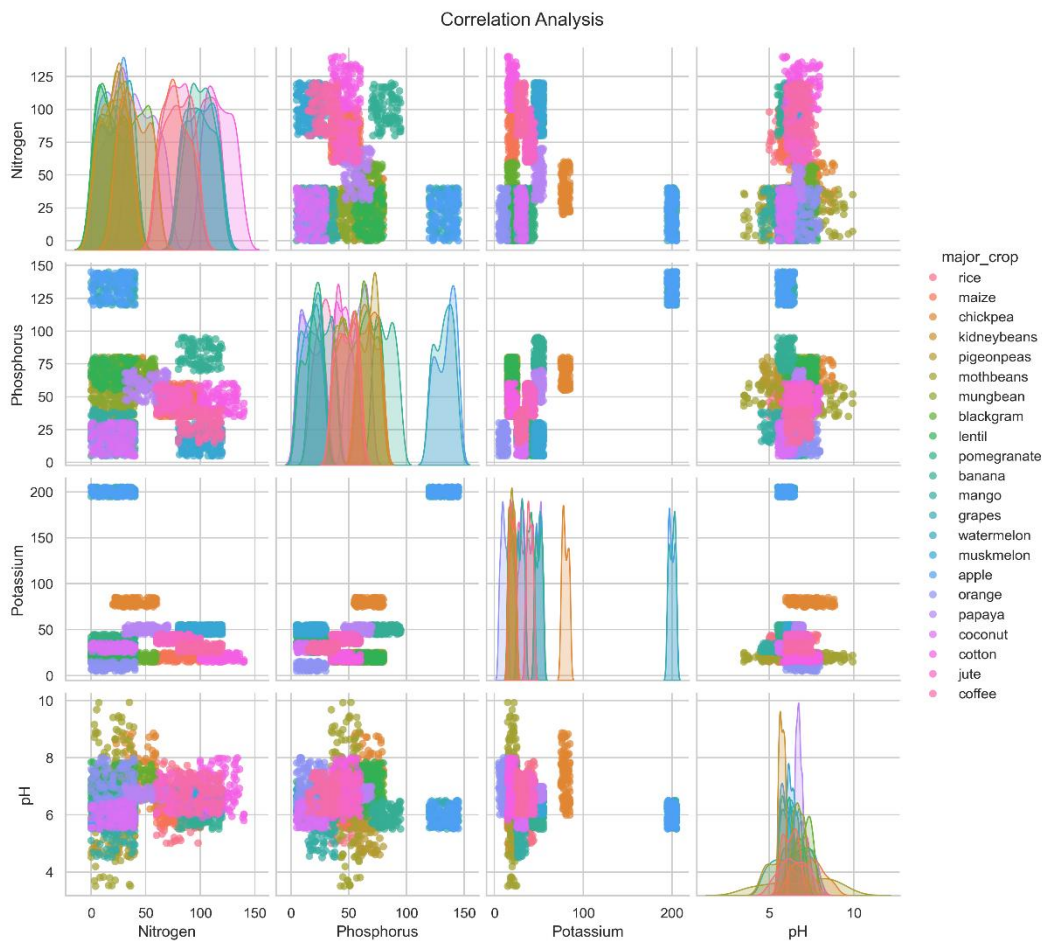 Correlation Analysis
Nitrogen
125
100
75
50
25
0
Phosphorus
150
125
100
75
50
25
0
Potassium
200
150
100
50
0
pH
10
8
6
4
0 50 100 150
Nitrogen
0 50 100 150
Phosphorus
0 100 200
Potassium
5 10
pH
major_crop
rice
maize
chickpea
kidneybeans
pigeonpeas
mothbeans
mungbean
blackgram
lentil
pomegranate
banana
mango
grapes
watermelon
muskmelon
apple
orange
papaya
coconut
cotton
jute
coffee